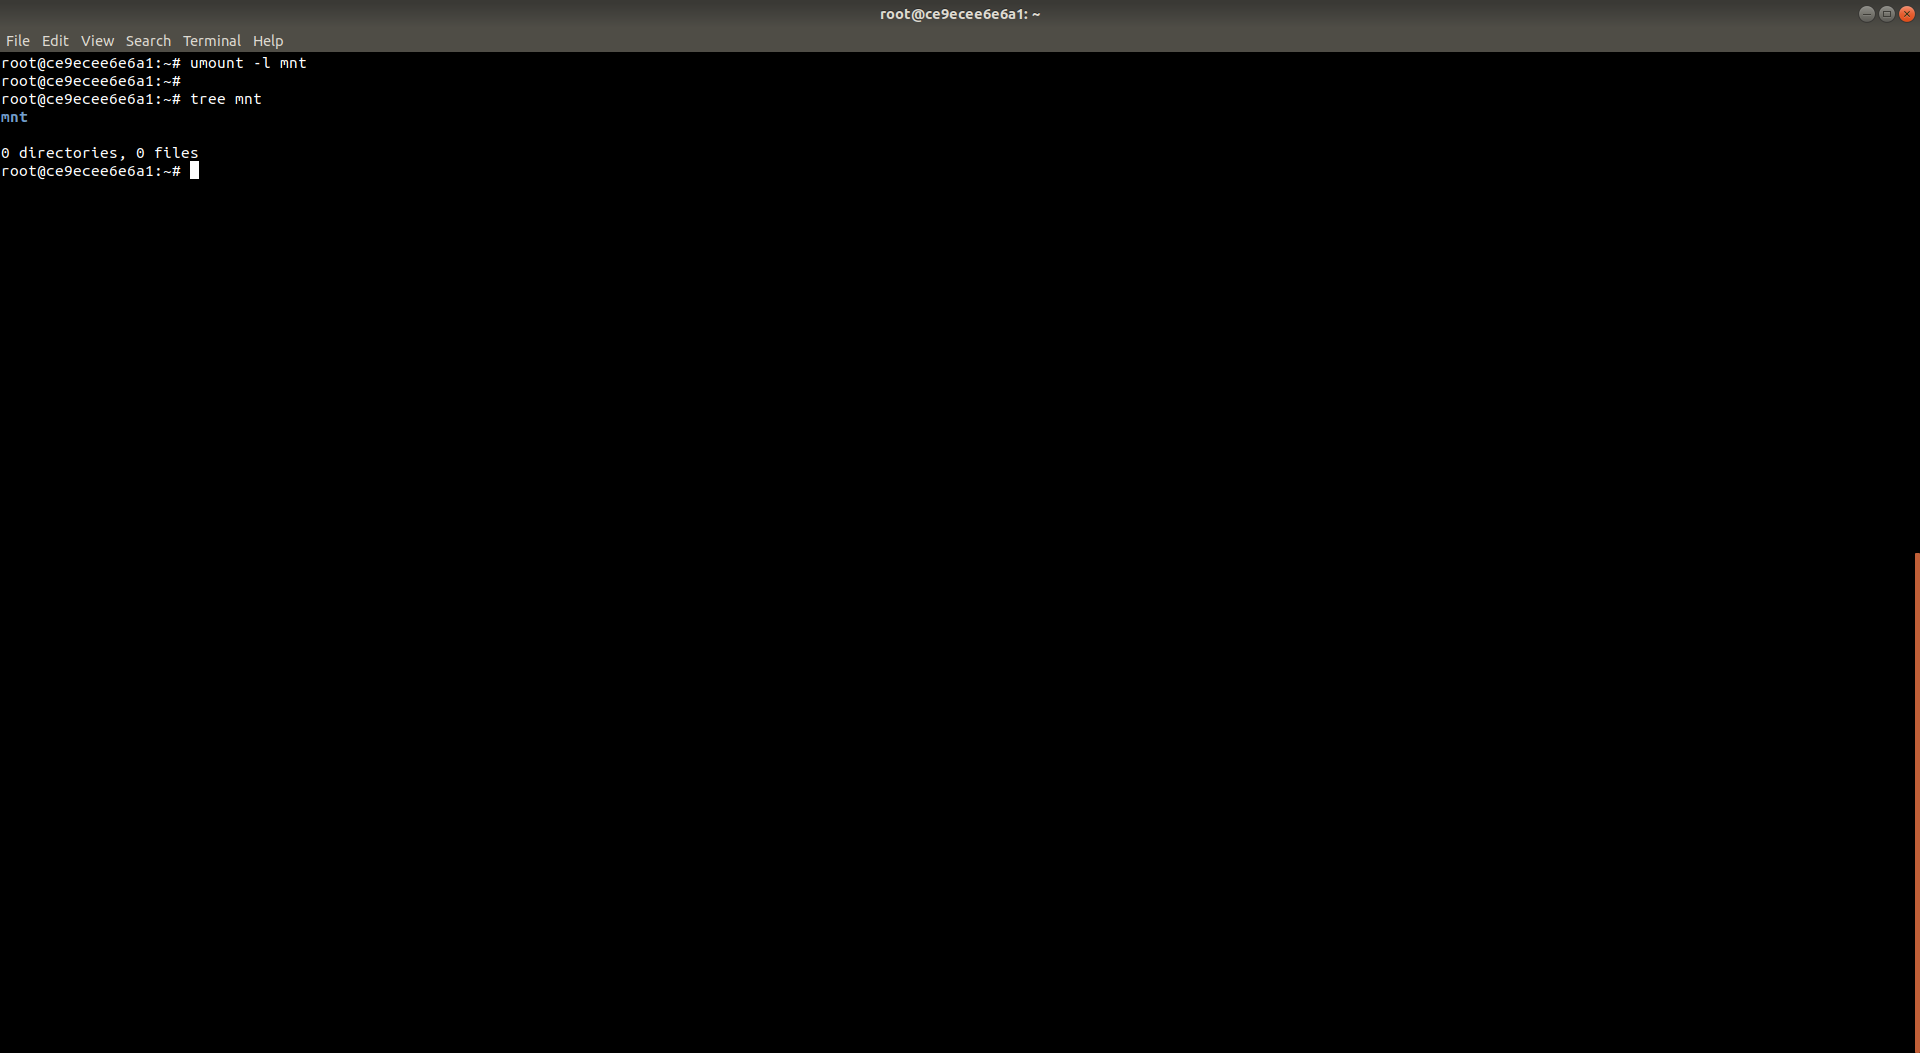 root@ce9ecee6e6a1: ~
File Edit View Search Terminal Help
root@ce9ecee6e6a1:~# umount -l mnt
root@ce9ecee6e6a1:~#
root@ce9ecee6e6a1:~# tree mnt
mnt
0 directories, 0 files
root@ce9ecee6e6a1:~#